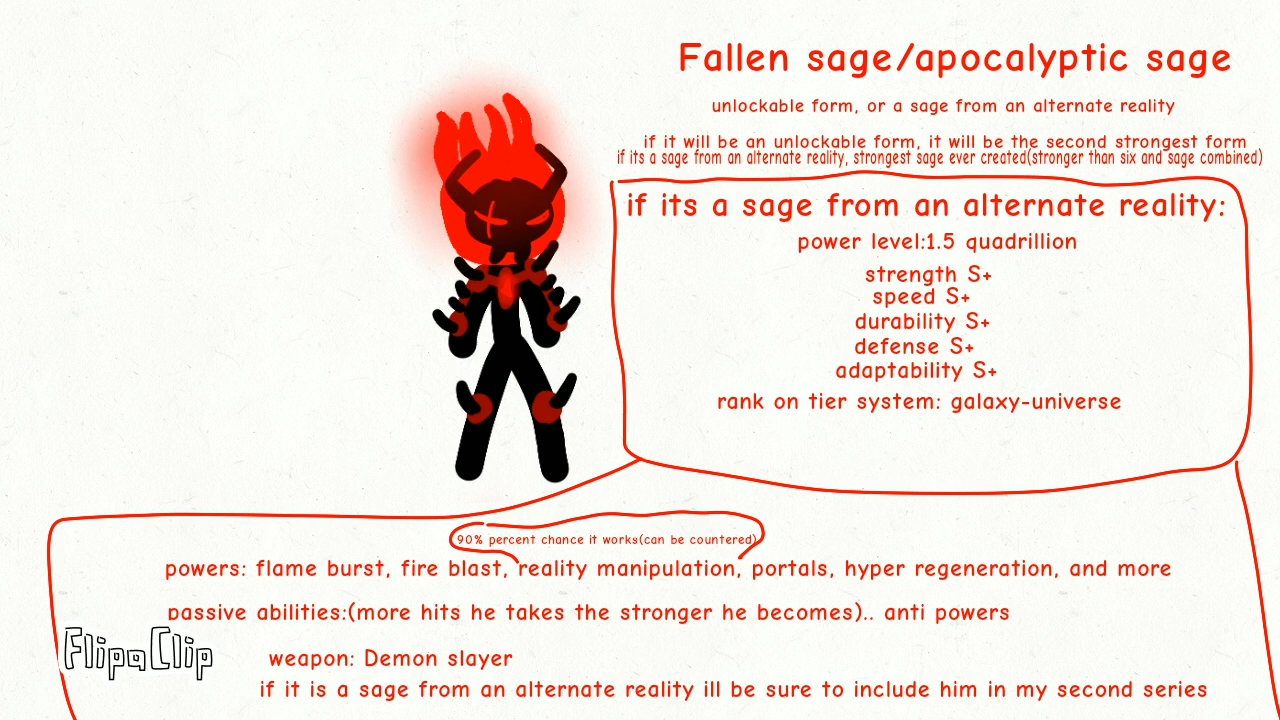 Fallen sage/apocalyptic sage
unlockable form, or a sage from an alternate reality
if it will be an unlockable form, it will be the second strongest form
if its a sage from an alternate reality, strongest sage ever created(stronger than six and sage combined)
if its a sage from an alternate reality:
power level:1.5 quadrillion
strength S+
speed S+
durability S+
defense S+
adaptability S+
rank on tier system: galaxy-universe
90% percent chance it works(can be countered)
powers: flame burst, fire blast, reality manipulation, portals, hyper regeneration, and more
passive abilities:(more hits he takes the stronger he becomes).. anti powers
FlipaClip
weapon: Demon slayer
if it is a sage from an alternate reality ill be sure to include him in my second series